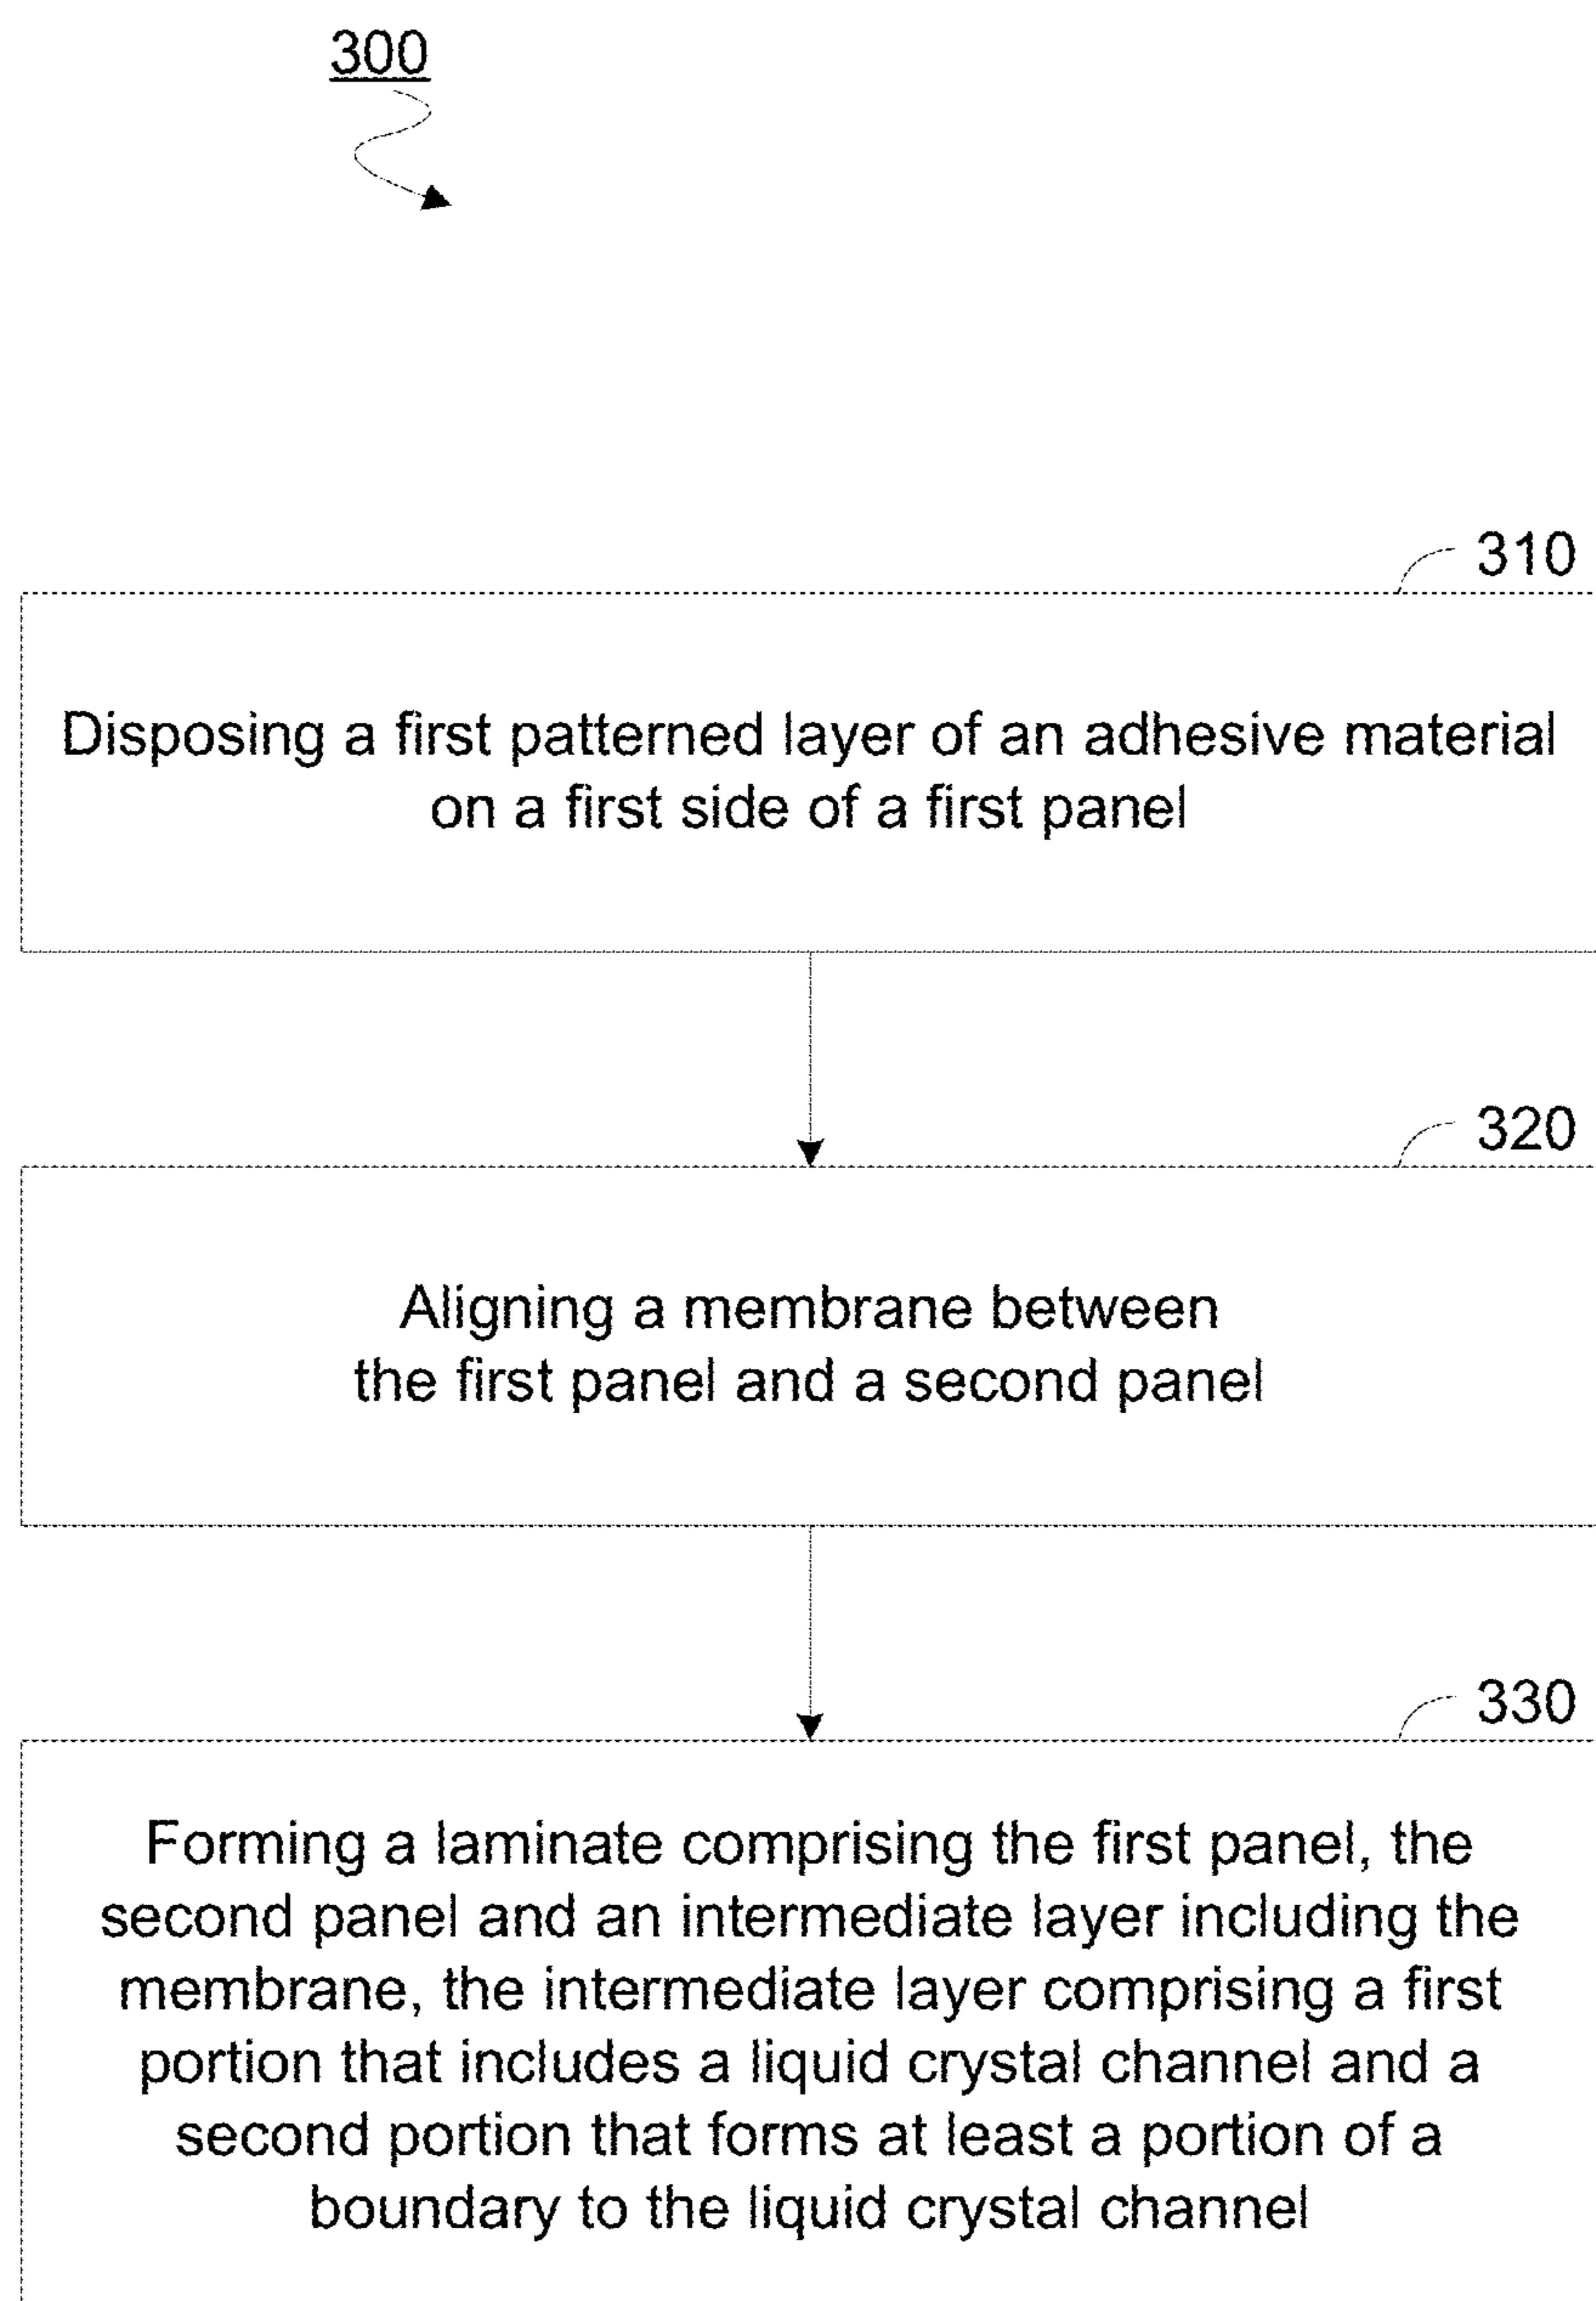 300
310
Disposing a first patterned layer of an adhesive material
on a first side of a first panel
320
Aligning a membrane between
the first panel and a second panel
330
Forming a laminate comprising the first panel, the
second panel and an intermediate layer including the
membrane, the intermediate layer comprising a first
portion that includes a liquid crystal channel and a
second portion that forms at least a portion of a
boundary to the liquid crystal channel